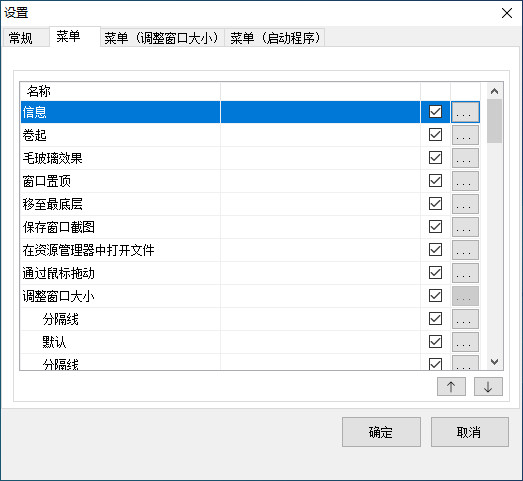 设置
常规 菜单 菜单（调整窗口大小） 菜单（启动程序）
名称
信息 ...
卷起 ...
毛玻璃效果 ...
窗口置顶 ...
移至最底层 ...
保存窗口截图 ...
在资源管理器中打开文件 ...
通过鼠标拖动 ...
调整窗口大小 ...
分隔线 ...
默认 ...
分隔线 ...
确定 取消